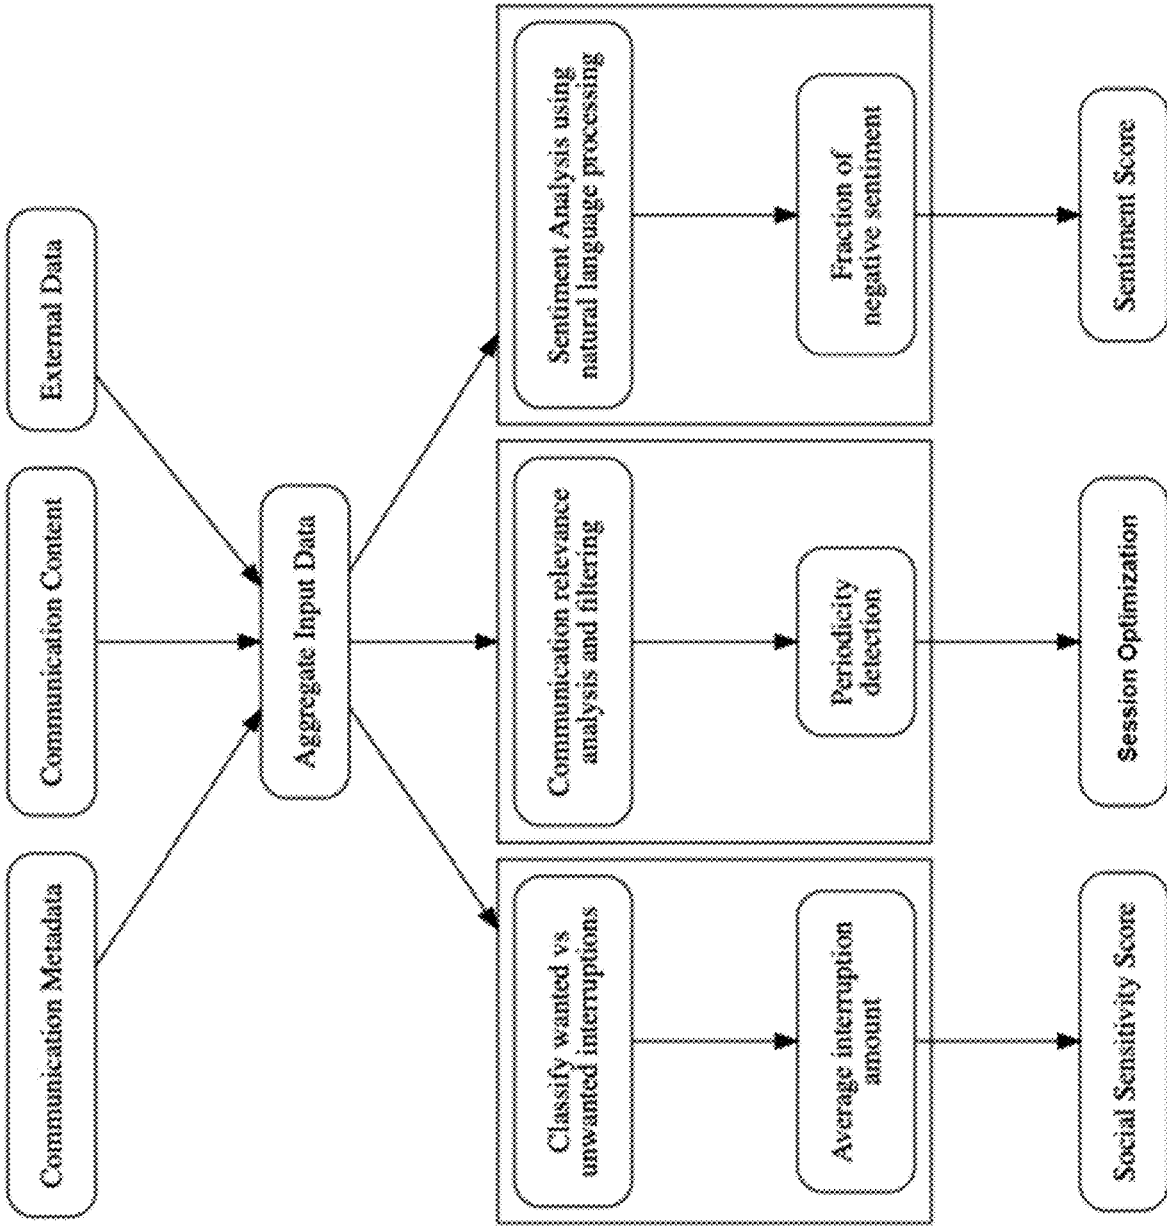 Communication Metadata
Communication Content
External Data
Aggregate Input Data
Classify wanted vs
unwanted interruptions
Communication relevance
analysis and filtering
Sentiment Analysis using
natural language processing
Average interruption
amount
Periodicity
detection
Fraction of
negative sentiment
Social Sensitivity Score
Session Optimization
Sentiment Score